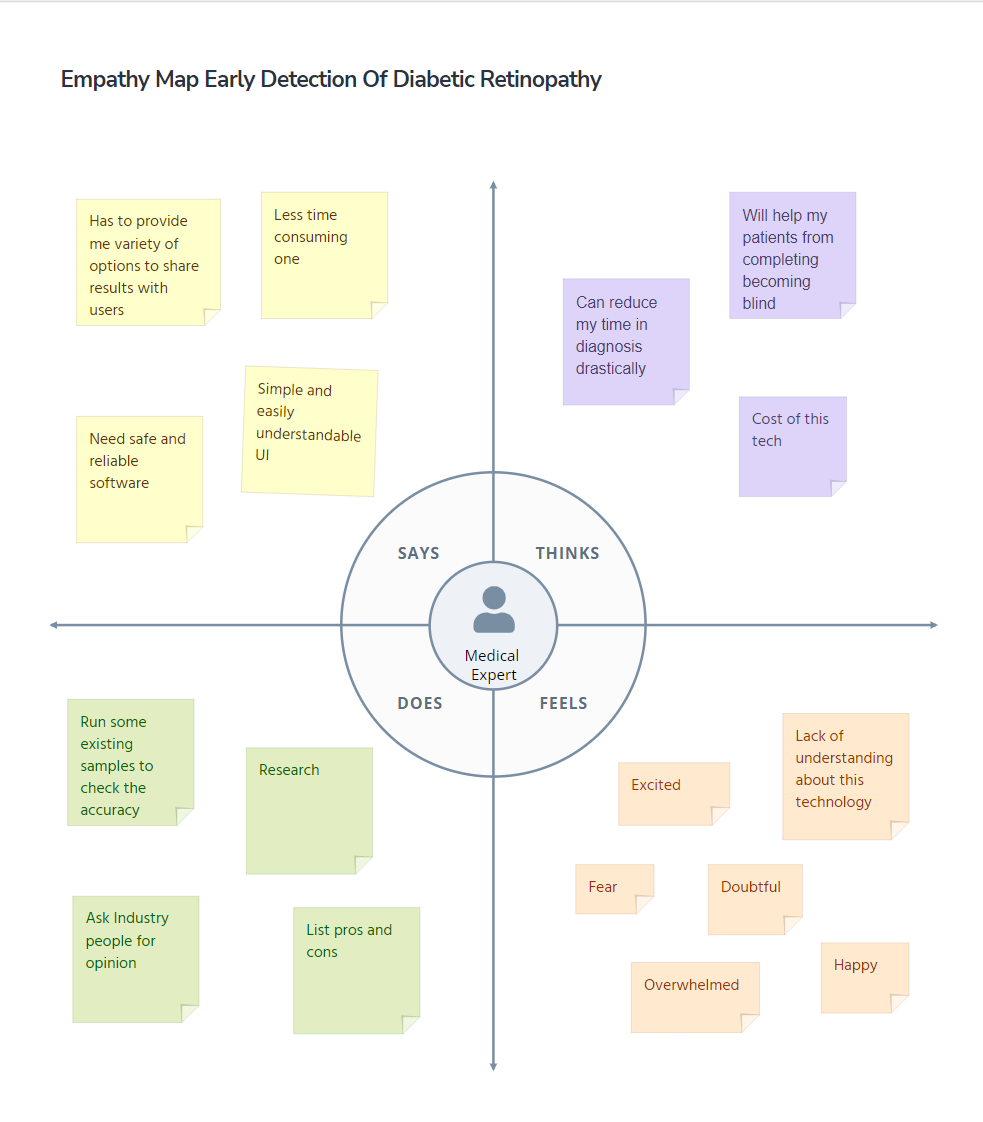 Empathy Map Early Detection Of Diabetic Retinopathy
Has to provide
me variety of
options to share
results with
users
Less time
consuming
one
Need safe and
reliable
software
Simple and
easily
understandable
UI
Can reduce
my time in
diagnosis
drastically
Will help my
patients from
completing
becoming
blind
Cost of this
tech
SAYS
THINKS
Medical
Expert
DOES
FEELS
Run some
existing
samples to
check the
accuracy
Research
Ask Industry
people for
opinion
List pros and
cons
Excited
Lack of
understanding
about this
technology
Fear
Doubtful
Overwhelmed
Happy